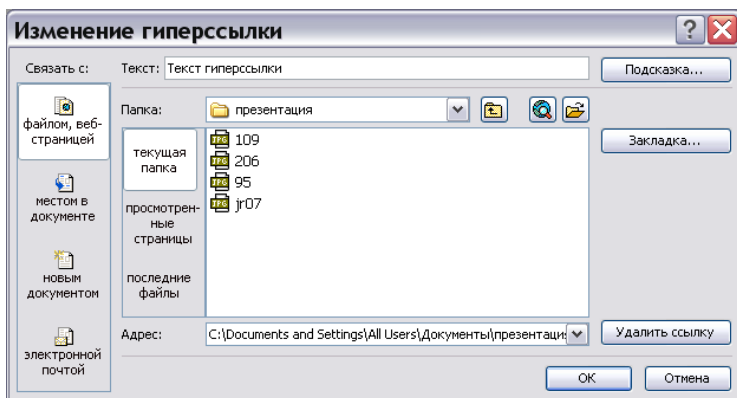 Изменение гиперссылки
Связать с:
Текст: Текст гиперссылки
Подсказка...
файлом, веб-
страницей
Папка:
презентация
Закладка...
текущая
папка
109
206
95
jr07
местом в
документе
просмотрен-
ные
страницы
новым
документом
последние
файлы
Адрес:
C:\Documents and Settings\All Users\Документы\презентаци
Удалить ссылку
электронной
почтой
OK
Отмена